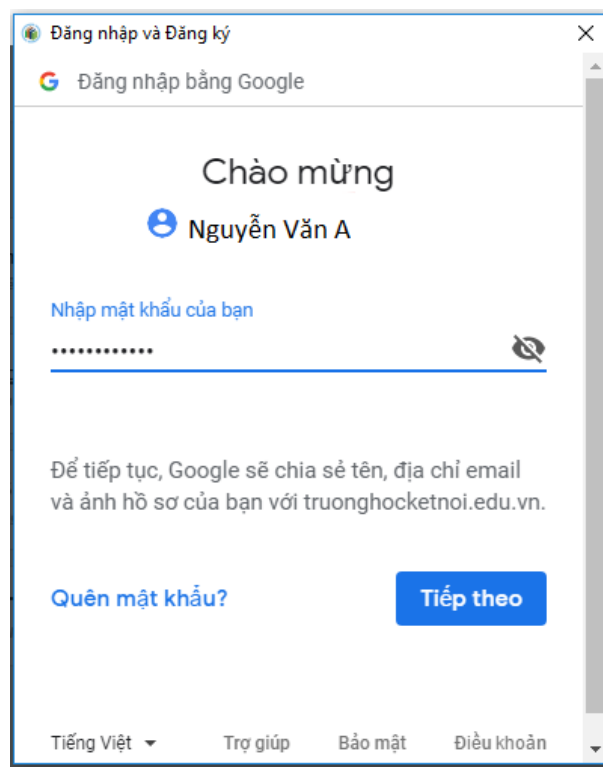 Đăng nhập và Đăng ký
Đăng nhập bằng Google
Chào mừng
Nguyễn Văn A
Nhập mật khẩu của bạn
••••••••••••
Để tiếp tục, Google sẽ chia sẻ tên, địa chỉ email
và ảnh hồ sơ của bạn với truonghocketnoi.edu.vn.
Quên mật khẩu? Tiếp theo
Tiếng Việt Trợ giúp Bảo mật Điều khoản